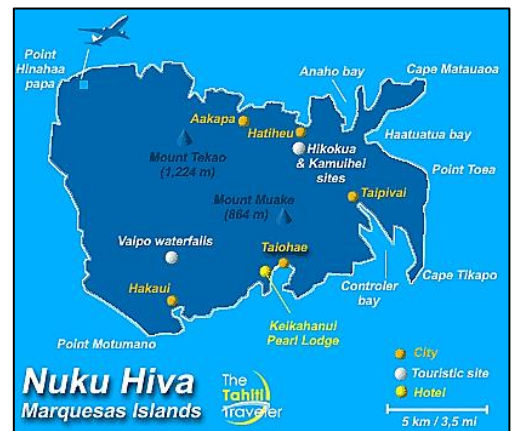 Point
Hinahaa
papa
Anaho bay
Cape Matauaoa
Aakapa
Hatiheu
Haatuatua bay
Mount Tekao
(1,224 m)
Hikokua
& Kamuihei
sites
Point Toea
Mount Muake
(864 m)
Taipivai
Vaipo waterfalls
Taiohae
Cape Tikapo
Hakaui
Controler
bay
Keikahanui
Pearl Lodge
Point Motumano
City
Touristic site
Hotel
Nuku Hiva
Marquesas Islands
The
Tahiti
Traveler
5 km / 3,5 mi